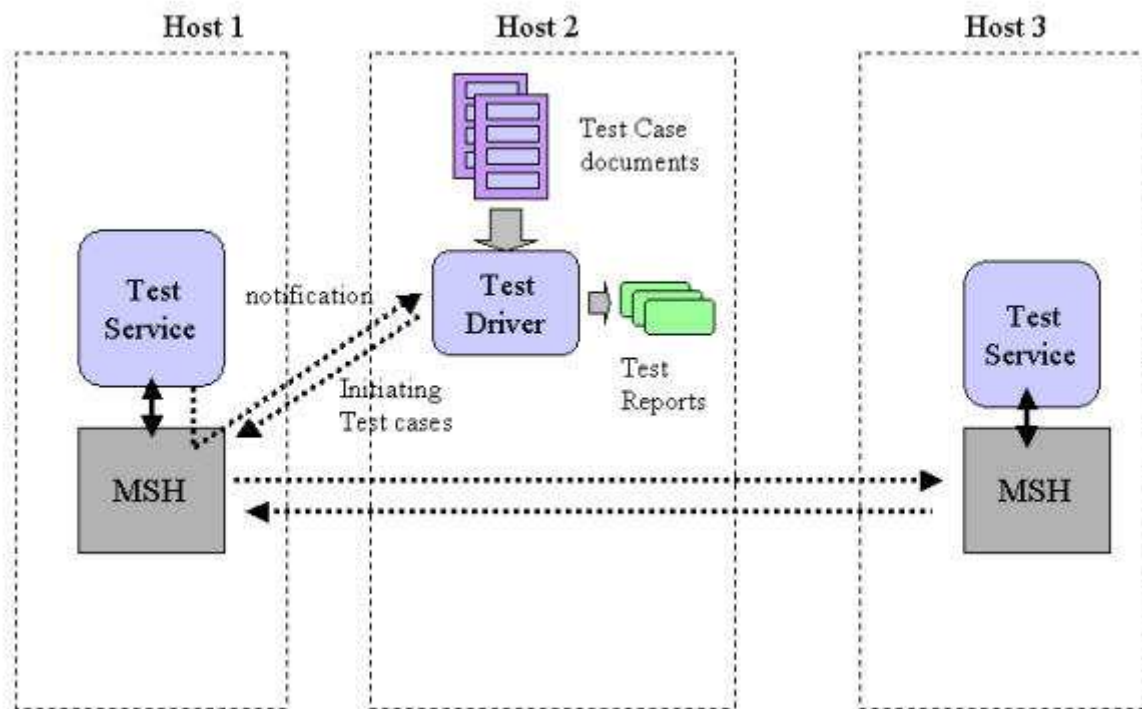 Host 1
Host 2
Host 3
Test Case
documents
Test
Service
notification
Test
Driver
Test
Service
Initiating
Test cases
Test
Reports
MSH
MSH